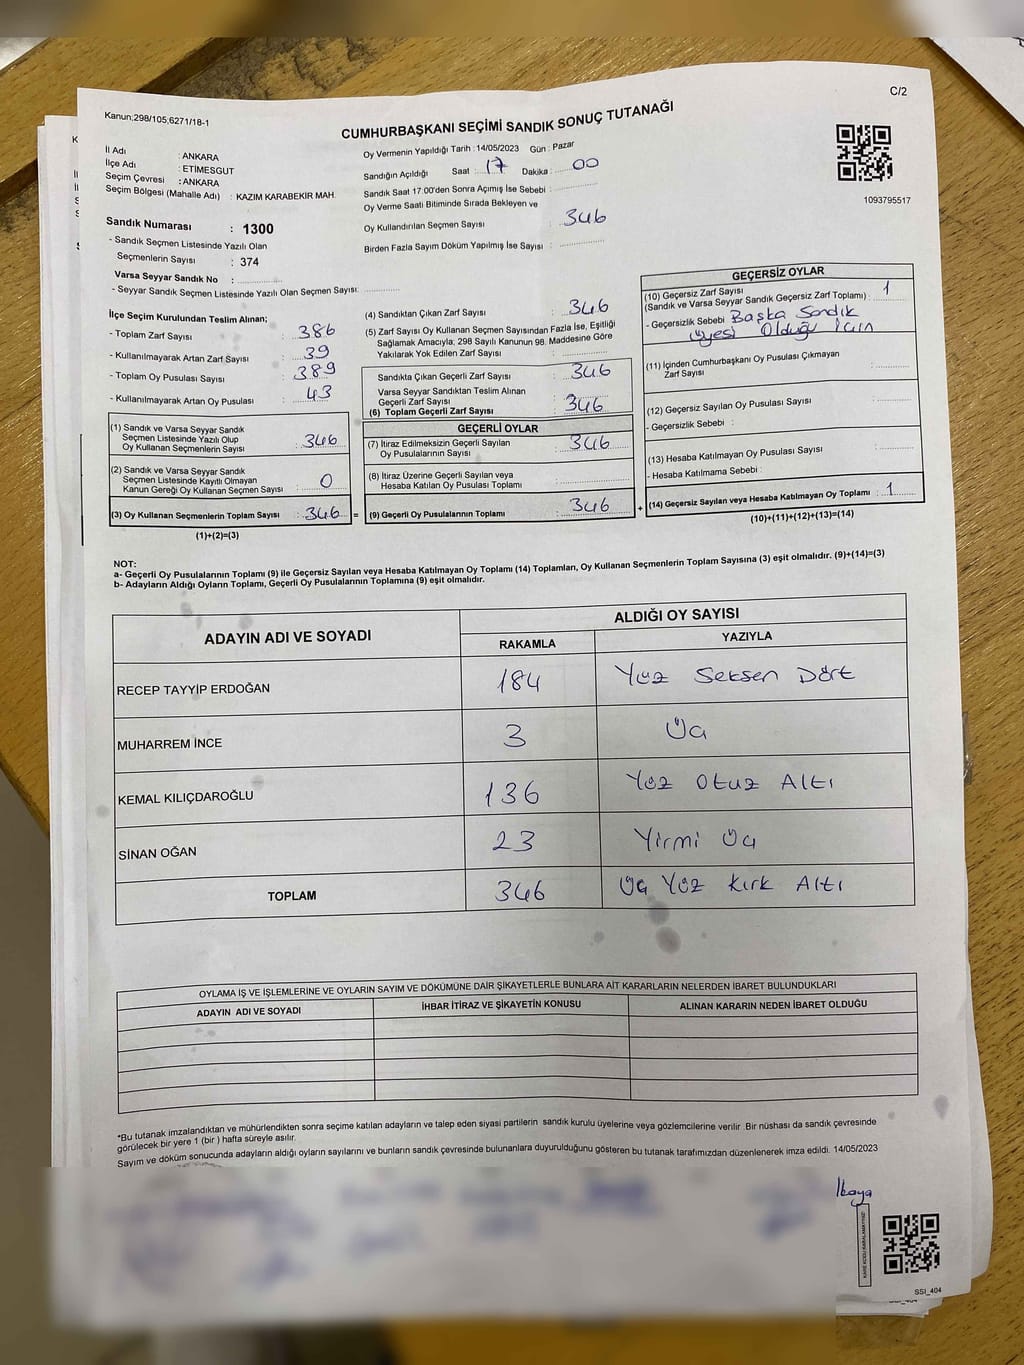 C/2
Kanun;298/105;6271/18-1
CUMHURBAŞKANI SEÇİMİ SANDIK SONUÇ TUTANAĞI
1093795517
İl Adı : ANKARA
İlçe Adı : ETİMESGUT
Seçim Çevresi : ANKARA
Seçim Bölgesi (Mahalle Adı) : KAZIM KARABEKIR MAH.
Sandık Numarası : 1300
- Sandık Seçmen Listesinde Yazılı Olan
Seçmenlerin Sayısı : 374
Varsa Seyyar Sandık No :
- Seyyar Sandık Seçmen Listesinde Yazılı Olan Seçmen Sayısı:
Oy Vermenin Yapıldığı Tarih : 14/05/2023 Gün : Pazar
Sandığın Açıldığı Saat : 17 Dakika : 00
Sandık Saat 17:00'den Sonra Açımış İse Sebebi :
Oy Verme Saati Bitiminde Sırada Bekleyen ve
Oy Kullandırılan Seçmen Sayısı : 346
Birden Fazla Sayım Döküm Yapılmış İse Sayısı :
İlçe Seçim Kurulundan Teslim Alınan;
- Toplam Zarf Sayısı : 386
- Kullanılmayarak Artan Zarf Sayısı : 39
- Toplam Oy Pusulası Sayısı : 389
- Kullanılmayarak Artan Oy Pusulası : 43
(1) Sandık ve Varsa Seyyar Sandık
Seçmen Listesinde Yazılı Olup
Oy Kullanan Seçmenlerin Sayısı : 346
(2) Sandık ve Varsa Seyyar Sandık
Seçmen Listesinde Kayıtlı Olmayan
Kanun Gereği Oy Kullanan Seçmen Sayısı : 0
(3) Oy Kullanan Seçmenlerin Toplam Sayısı : 346 =
(1)+(2)=(3)
(4) Sandıktan Çıkan Zarf Sayısı : 346
(5) Zarf Sayısı Oy Kullanan Seçmen Sayısından Fazla İse, Eşitliği
Sağlamak Amacıyla; 298 Sayılı Kanunun 98. Maddesine Göre
Yakılarak Yok Edilen Zarf Sayısı :
Sandıkta Çıkan Geçerli Zarf Sayısı : 346
Varsa Seyyar Sandıktan Teslim Alınan
Geçerli Zarf Sayısı :
(6) Toplam Geçerli Zarf Sayısı 346
GEÇERLİ OYLAR
(7) İtiraz Edilmeksizin Geçerli Sayılan
Oy Pusulalarının Sayısı : 346
(8) İtiraz Üzerine Geçerli Sayılan veya
Hesaba Katılan Oy Pusulası Toplamı :
(9) Geçerli Oy Pusulalarının Toplamı : 346 +
GEÇERSİZ OYLAR
(10) Geçersiz Zarf Sayısı
(Sandık ve Varsa Seyyar Sandık Geçersiz Zarf Toplamı) : 1
- Geçersizlik Sebebi : Başka Sandık
üyesi Olduğu için
(11) İçinden Cumhurbaşkanı Oy Pusulası Çıkmayan
Zarf Sayısı :
(12) Geçersiz Sayılan Oy Pusulası Sayısı :
- Geçersizlik Sebebi :
(13) Hesaba Katılmayan Oy Pusulası Sayısı :
- Hesaba Katılmama Sebebi :
(14) Geçersiz Sayılan veya Hesaba Katılmayan Oy Toplamı : 1
(10)+(11)+(12)+(13)=(14)
NOT:
a- Geçerli Oy Pusulalarının Toplamı (9) ile Geçersiz Sayılan veya Hesaba Katılmayan Oy Toplamı (14) Toplamları, Oy Kullanan Seçmenlerin Toplam Sayısına (3) eşit olmalıdır. (9)+(14)=(3)
b- Adayların Aldığı Oyların Toplamı, Geçerli Oy Pusulalarının Toplamına (9) eşit olmalıdır.
ADAYIN ADI VE SOYADI
ALDIĞI OY SAYISI
RAKAMLA YAZIYLA
RECEP TAYYİP ERDOĞAN 184 Yüz Seksen Dört
MUHARREM İNCE 3 Üç
KEMAL KILIÇDAROĞLU 136 Yüz Otuz Altı
SİNAN OĞAN 23 Yirmi Üç
TOPLAM 346 Üç Yüz Kırk Altı
OYLAMA İŞ VE İŞLEMLERİNE VE OYLARIN SAYIM VE DÖKÜMÜNE DAİR ŞİKAYETLERLE BUNLARA AİT KARARLARIN NELERDEN İBARET BULUNDUKLARI
ADAYIN ADI VE SOYADI İHBAR İTİRAZ VE ŞİKAYETİN KONUSU ALINAN KARARIN NEDEN İBARET OLDUĞU
*Bu tutanak imzalandıktan ve mühürlendikten sonra seçime katılan adayların ve talep eden siyasi partilerin sandık kurulu üyelerine veya gözlemcilerine verilir .Bir nüshası da sandık çevresinde
görülecek bir yere 1 (bir ) hafta süreyle asılır.
Sayım ve döküm sonucunda adayların aldığı oyların sayılarını ve bunların sandık çevresinde bulunanlara duyurulduğunu gösteren bu tutanak tarafımızdan düzenlenerek imza edildi. 14/05/2023
KARE KODU KARALAMAYINIZ!
SSI_404